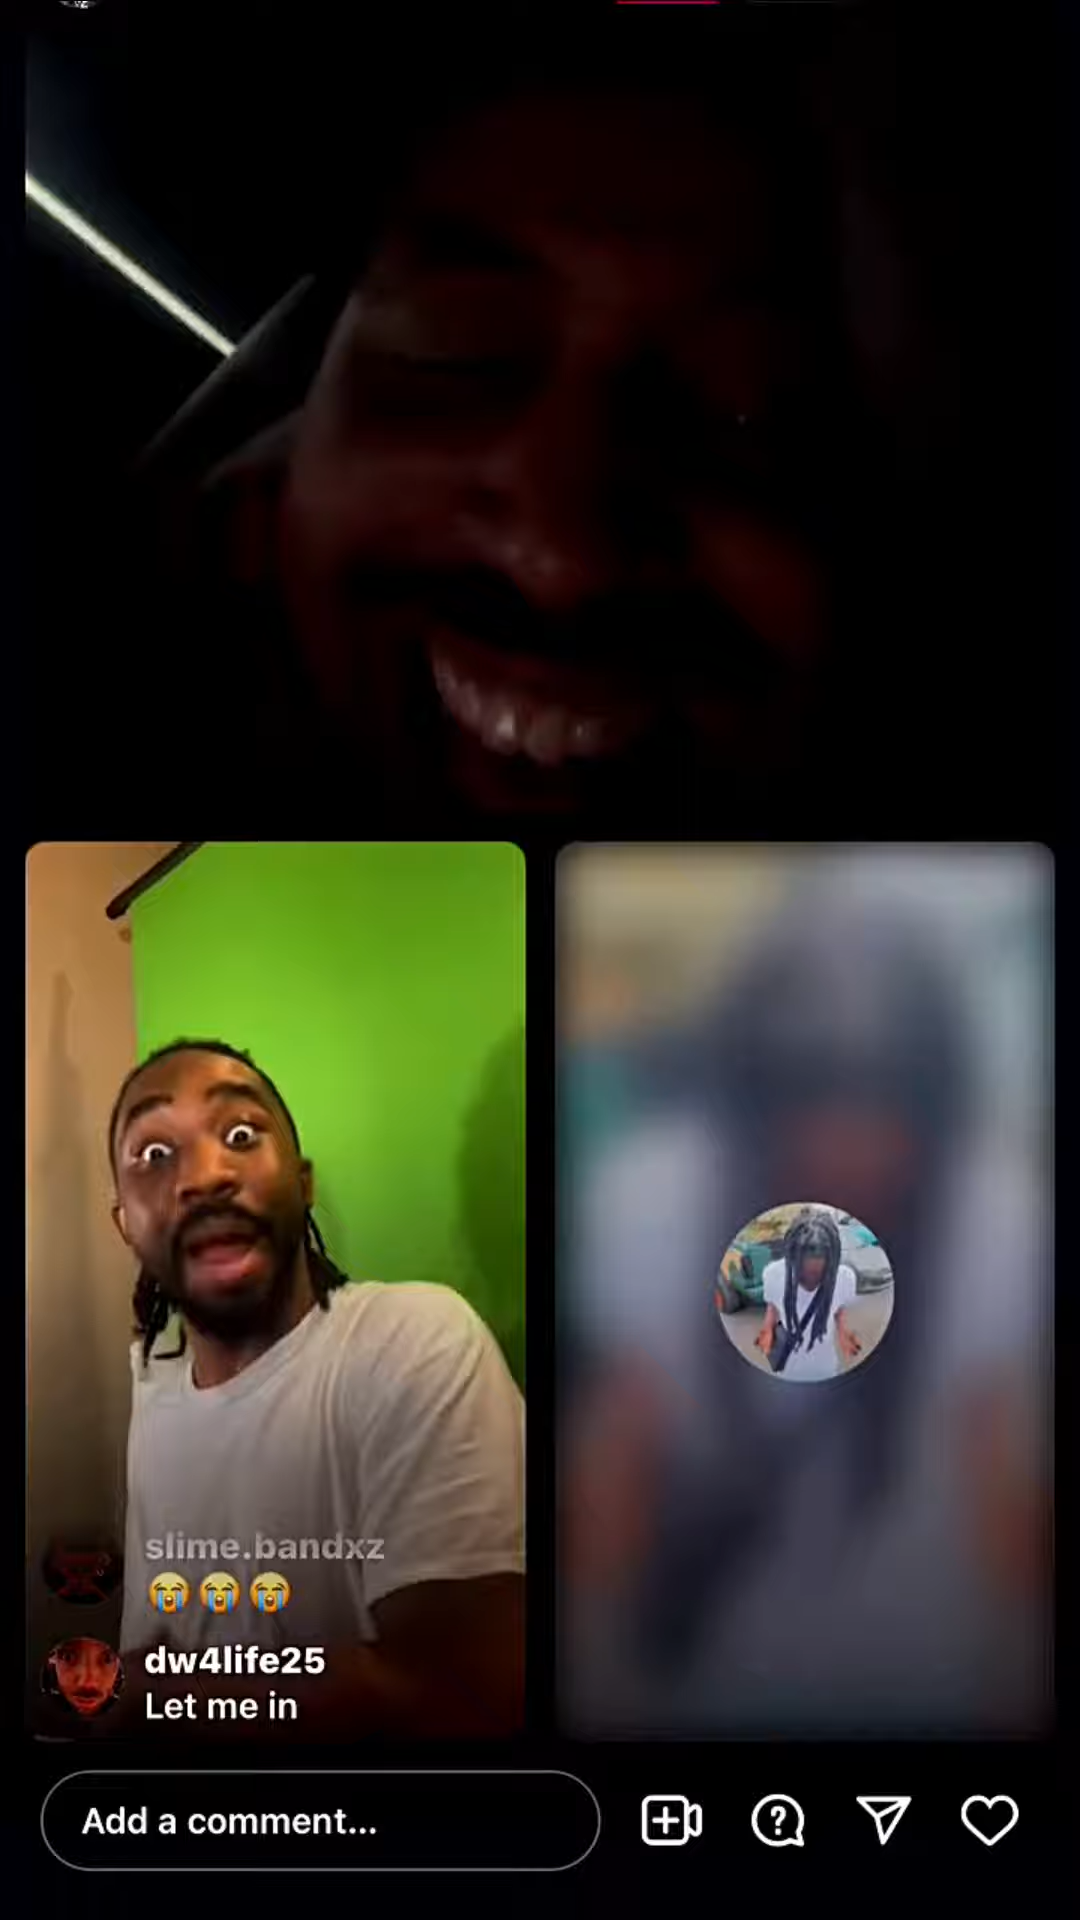 slime.bandxz
😭😭😭
dw4life25
Let me in
Add a comment...